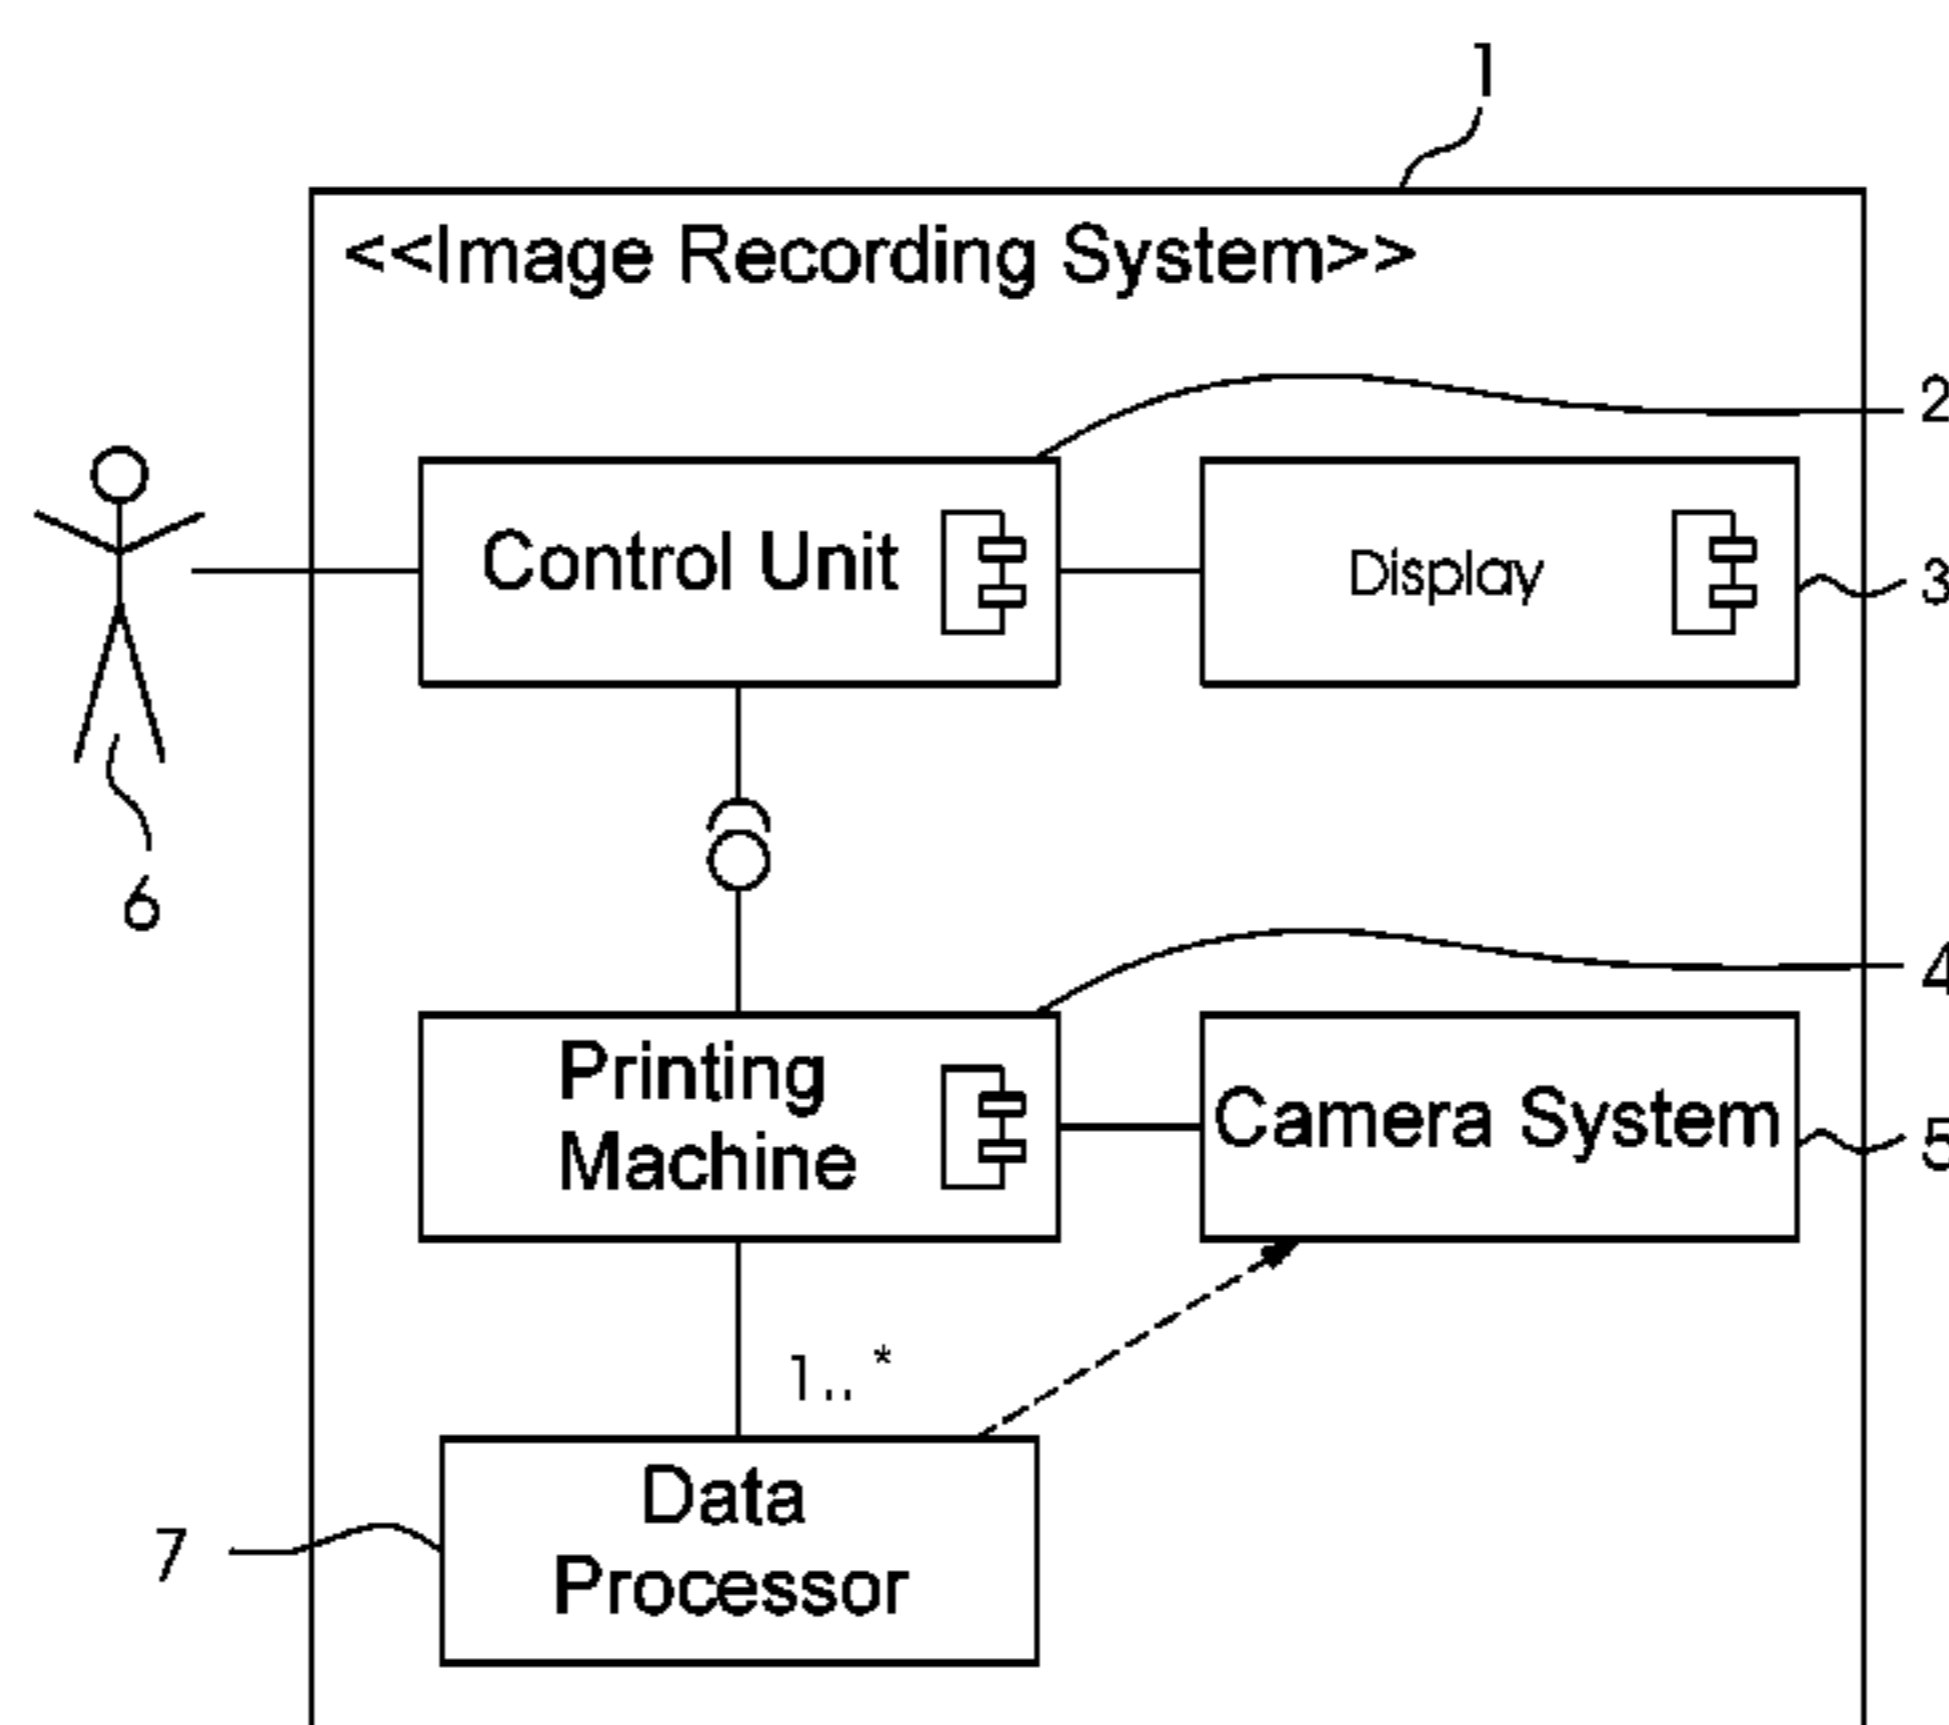 1
<<Image Recording System>>
2
Control Unit
Display
3
6
4
Printing
Machine
Camera System
5
1..*
Data
Processor
7